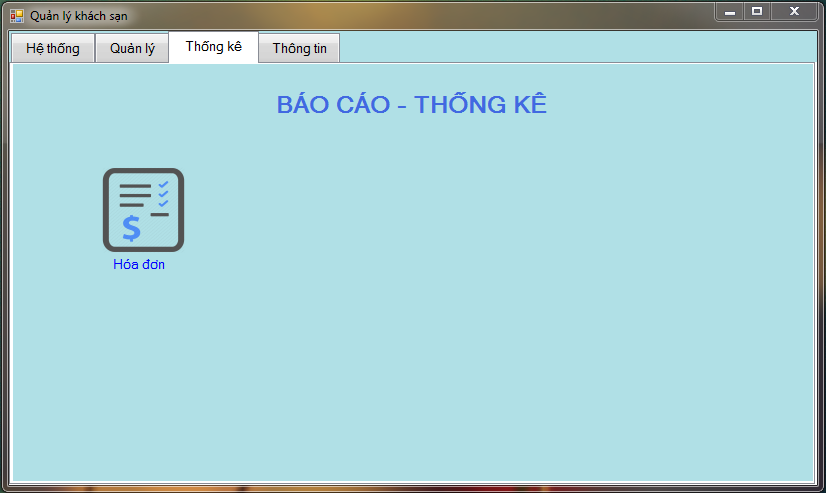 Quản lý khách sạn
Hệ thống Quản lý Thống kê Thông tin
BÁO CÁO - THỐNG KÊ
$
Hóa đơn